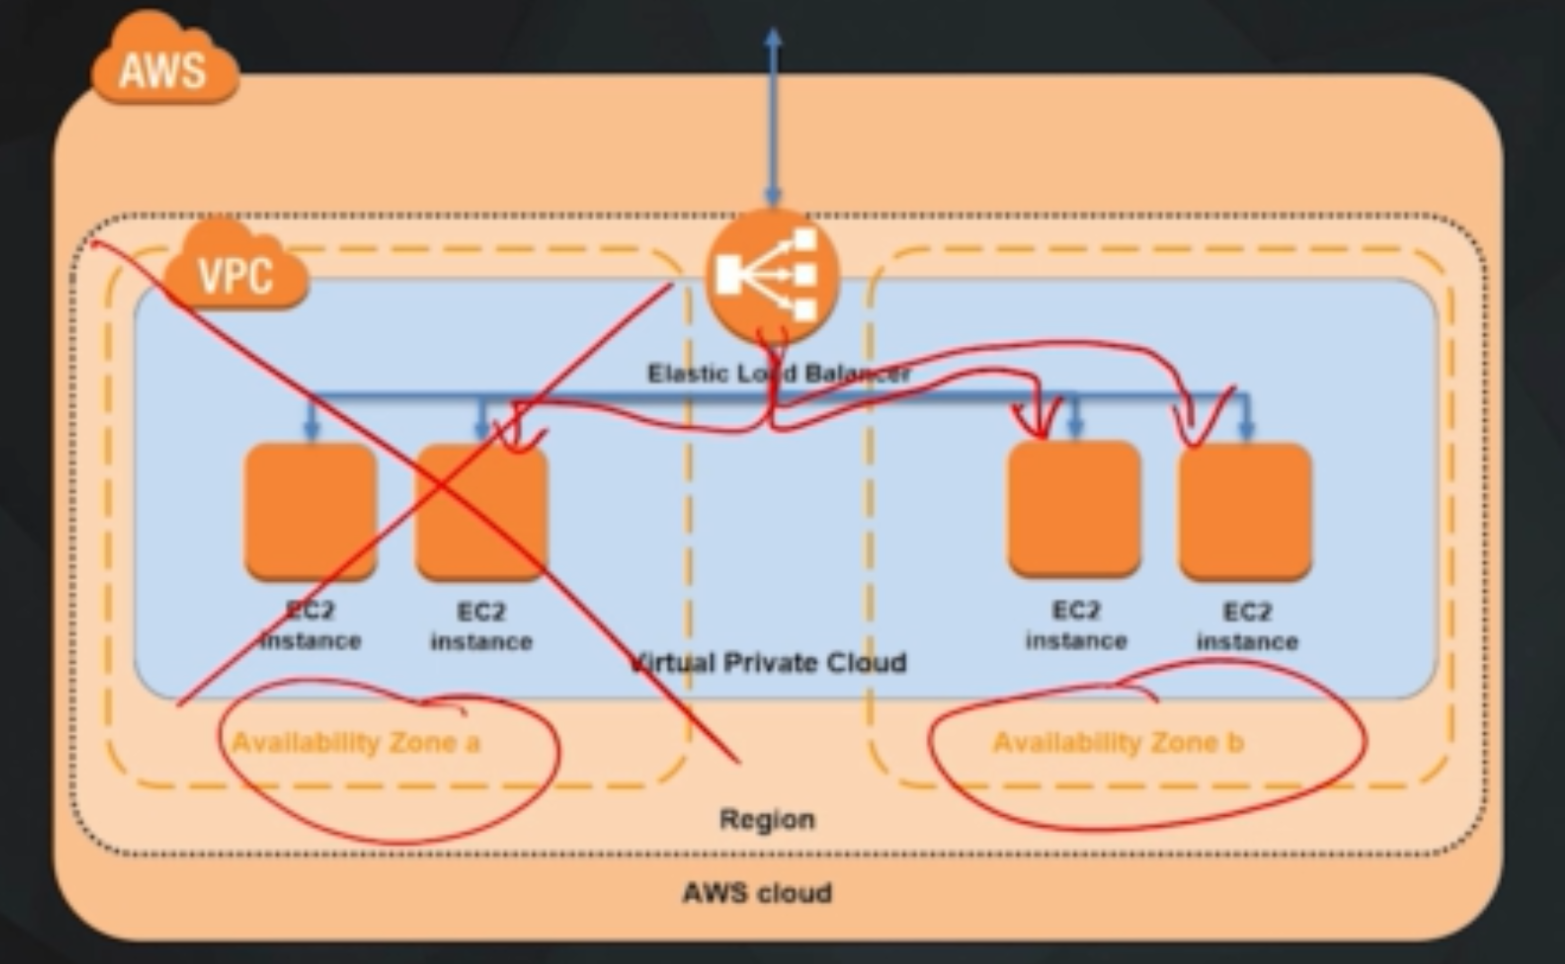 AWS
VPC
Elastic Load Balancer
EC2
instance
EC2
instance
EC2
instance
EC2
instance
Virtual Private Cloud
Availability Zone a
Availability Zone b
Region
AWS cloud